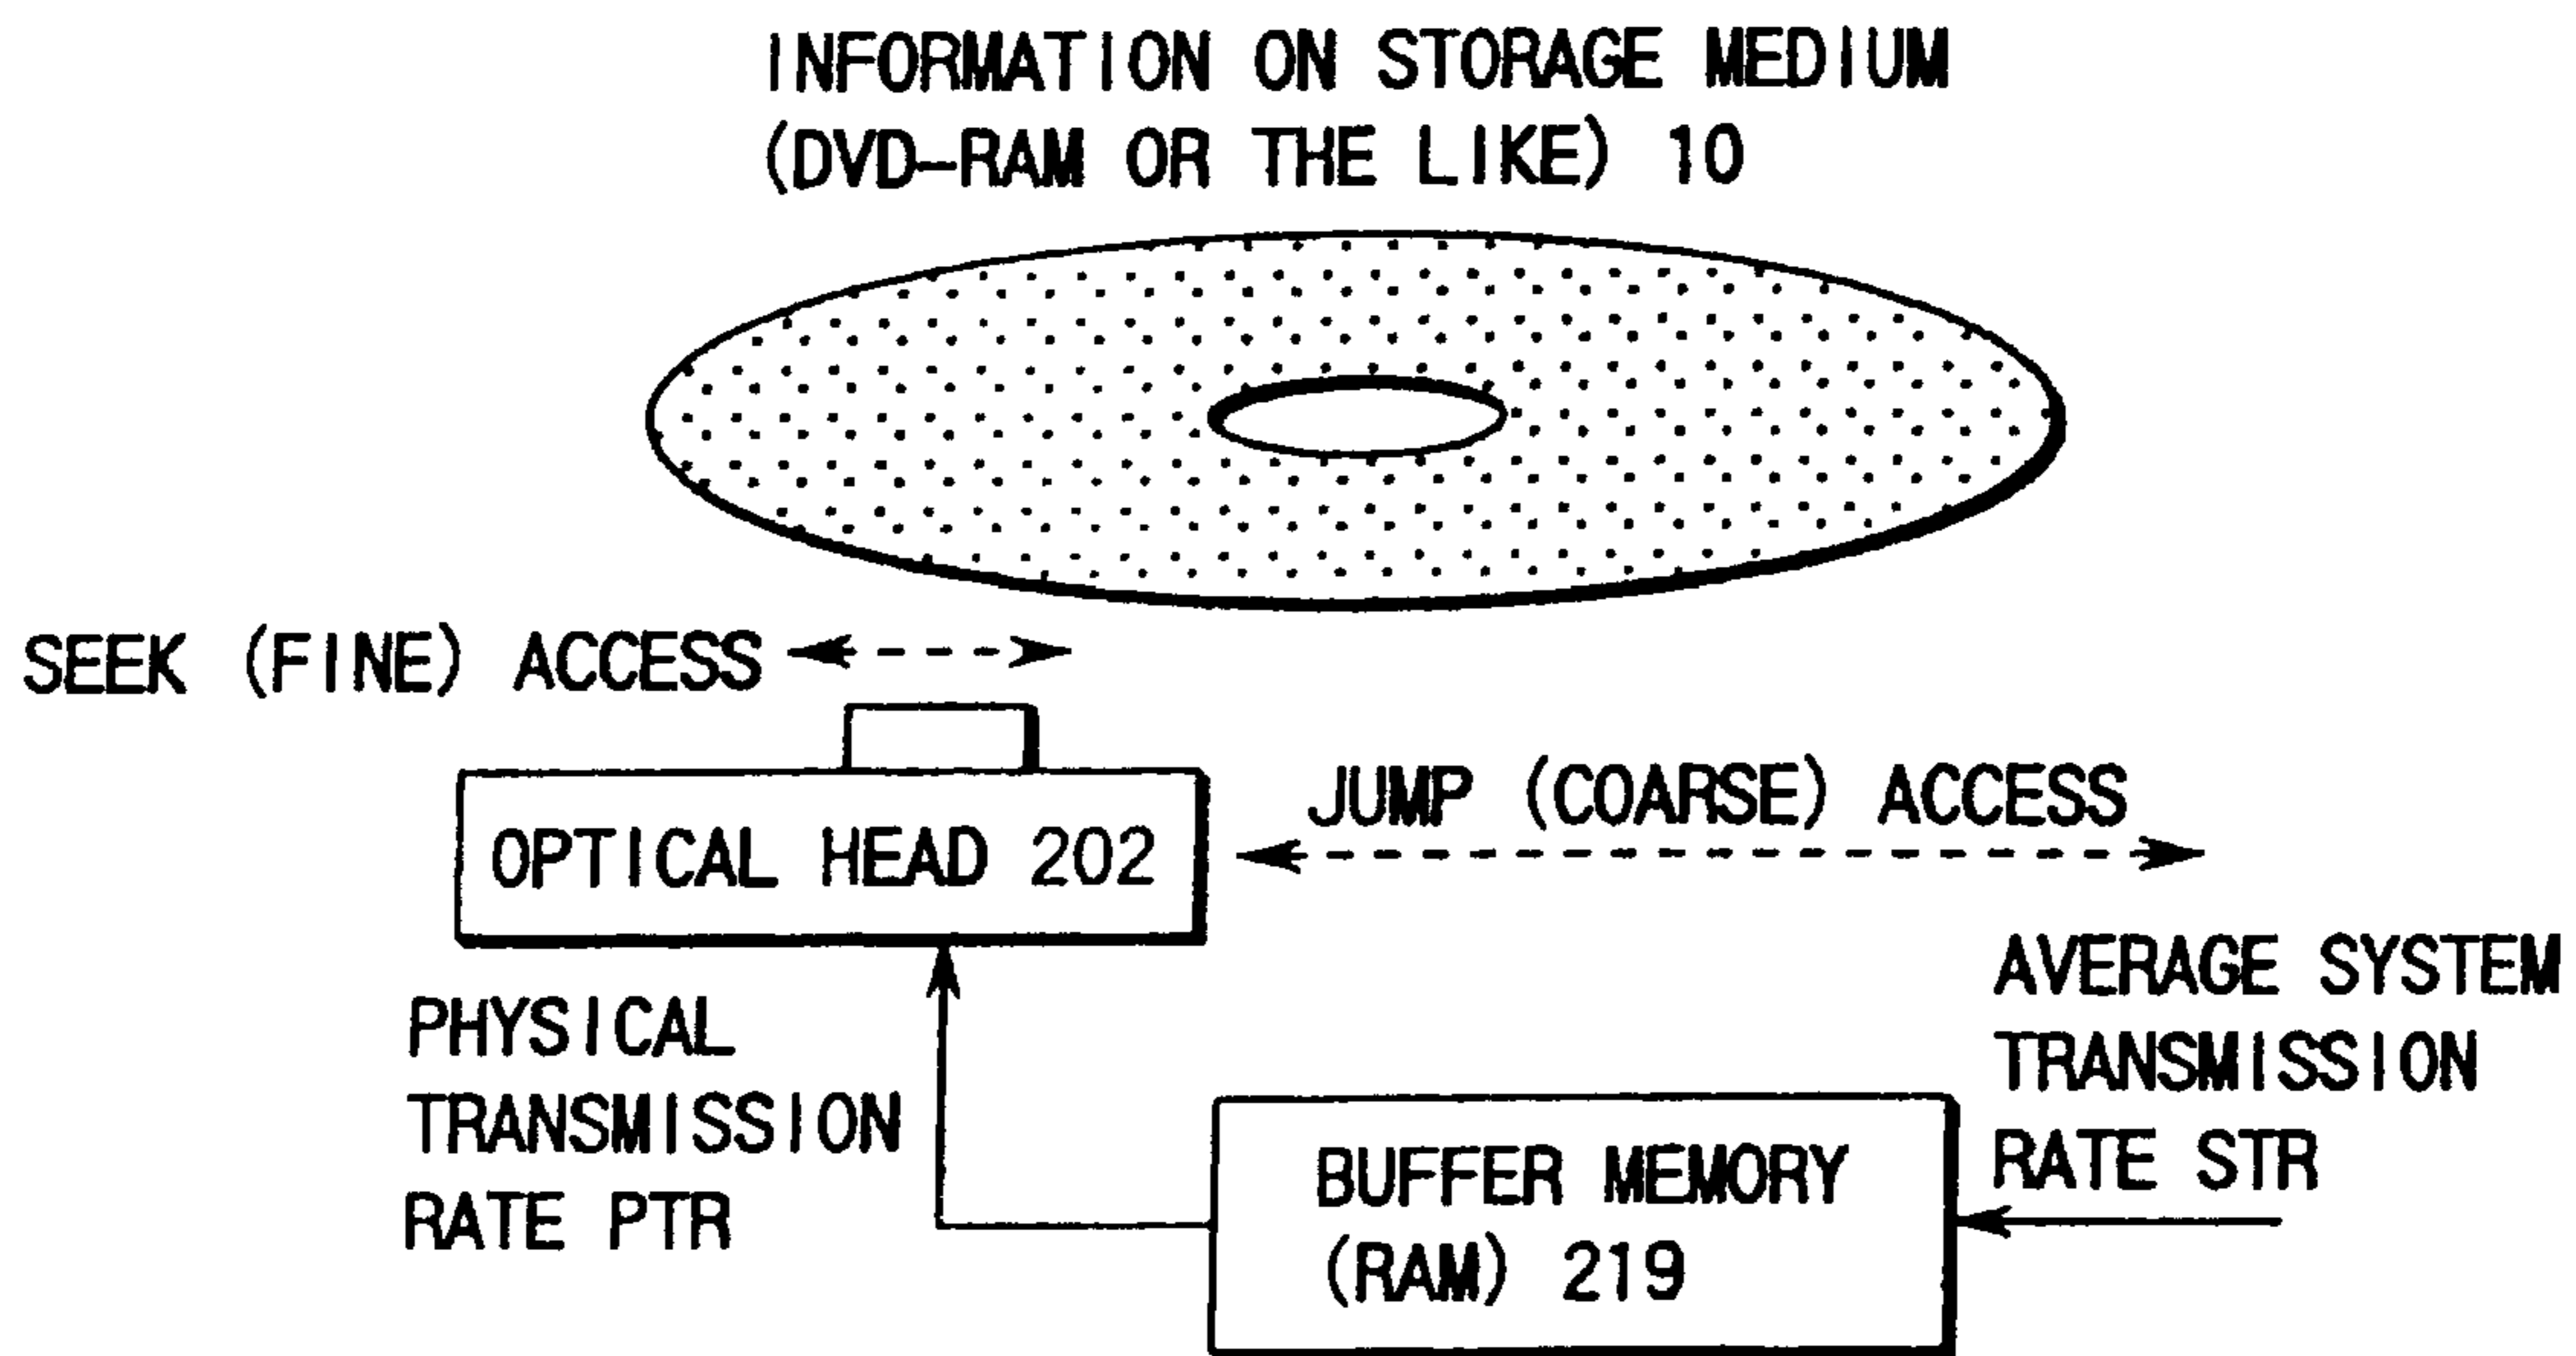 INFORMATION ON STORAGE MEDIUM
(DVD-RAM OR THE LIKE) 10
SEEK (FINE) ACCESS
JUMP (COARSE) ACCESS
OPTICAL HEAD 202
PHYSICAL
TRANSMISSION
RATE PTR
AVERAGE SYSTEM
TRANSMISSION
RATE STR
BUFFER MEMORY
(RAM) 219